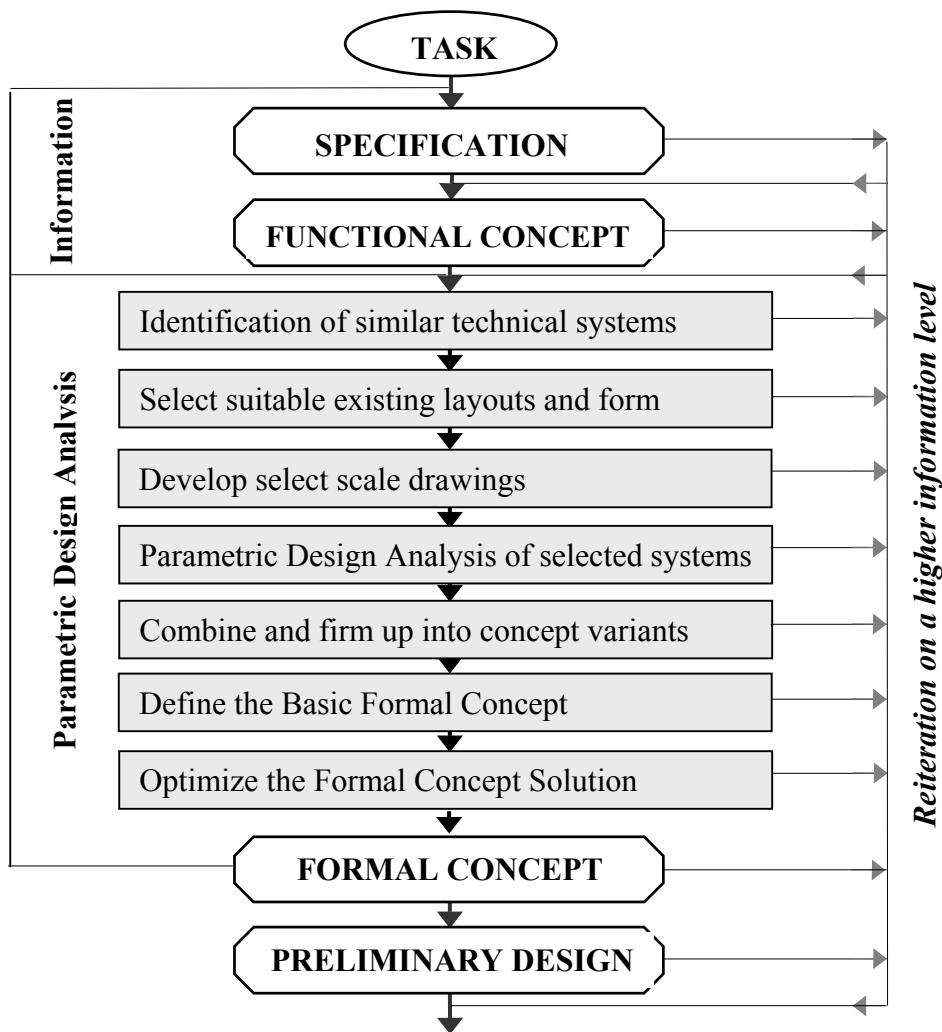 TASK
Information
SPECIFICATION
FUNCTIONAL CONCEPT
Parametric Design Analysis
Identification of similar technical systems
Select suitable existing layouts and form
Develop select scale drawings
Parametric Design Analysis of selected systems
Combine and firm up into concept variants
Define the Basic Formal Concept
Optimize the Formal Concept Solution
FORMAL CONCEPT
PRELIMINARY DESIGN
Reiteration on a higher information level